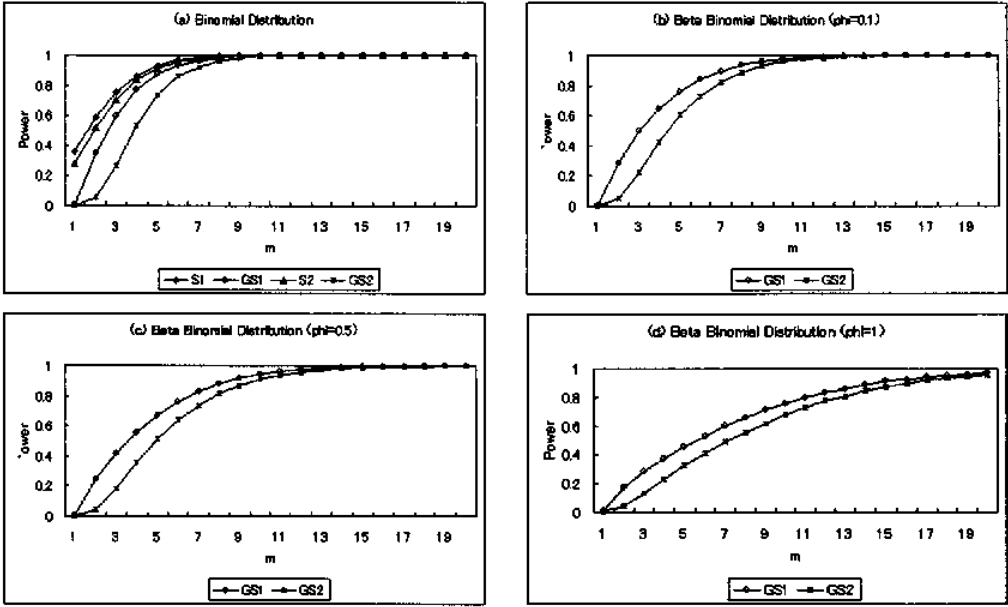 (a) Binomial Distribution
1
0.8
0.6
0.4
0.2
0
Power
1 3 5 7 9 11 13 15 17 19
m
S1 GS1 S2 GS2
(b) Beta Binomial Distribution (phi=0.1)
1
0.8
0.6
0.4
0.2
0
ower
1 3 5 7 9 11 13 15 17 19
m
GS1 GS2
(c) Beta Binomial Distribution (phi=0.5)
1
0.8
0.6
0.4
0.2
0
ower
1 3 5 7 9 11 13 15 17 19
m
GS1 GS2
(d) Beta Binomial Distribution (phi=1)
1
0.8
0.6
0.4
0.2
0
Power
1 3 5 7 9 11 13 15 17 19
m
GS1 GS2